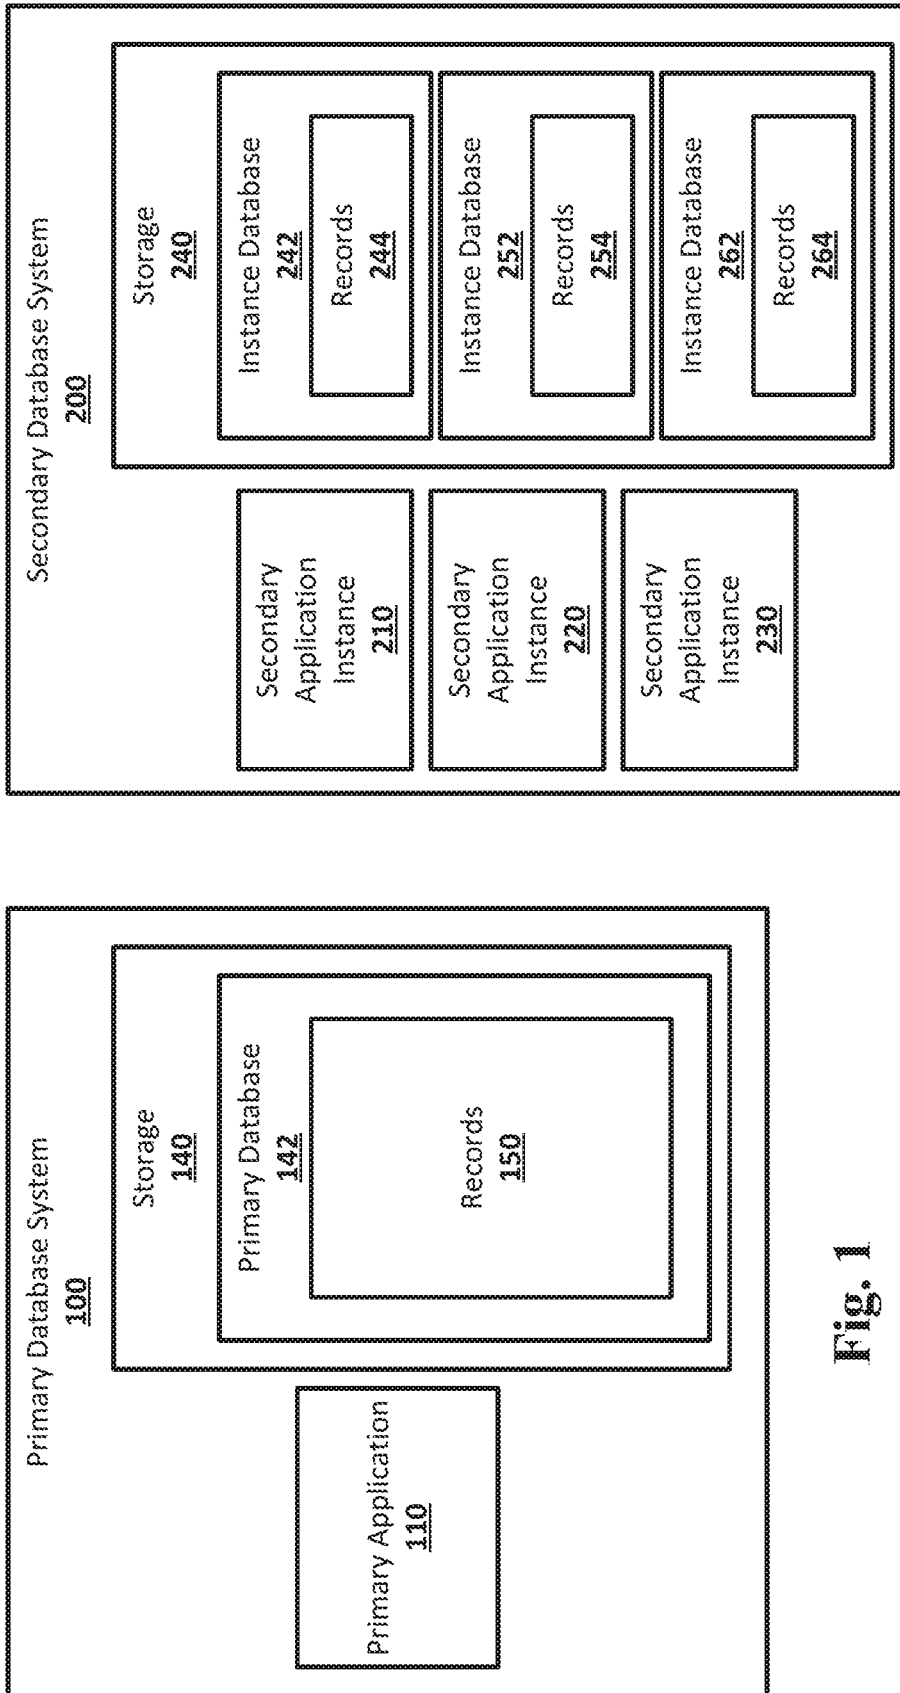 Primary Database System
100
Primary Application
110
Storage
140
Primary Database
142
Records
150
Secondary Database System
200
Secondary
Application
Instance
210
Secondary
Application
Instance
220
Secondary
Application
Instance
230
Storage
240
Instance Database
242
Records
244
Instance Database
252
Records
254
Instance Database
262
Records
264
Fig. 1